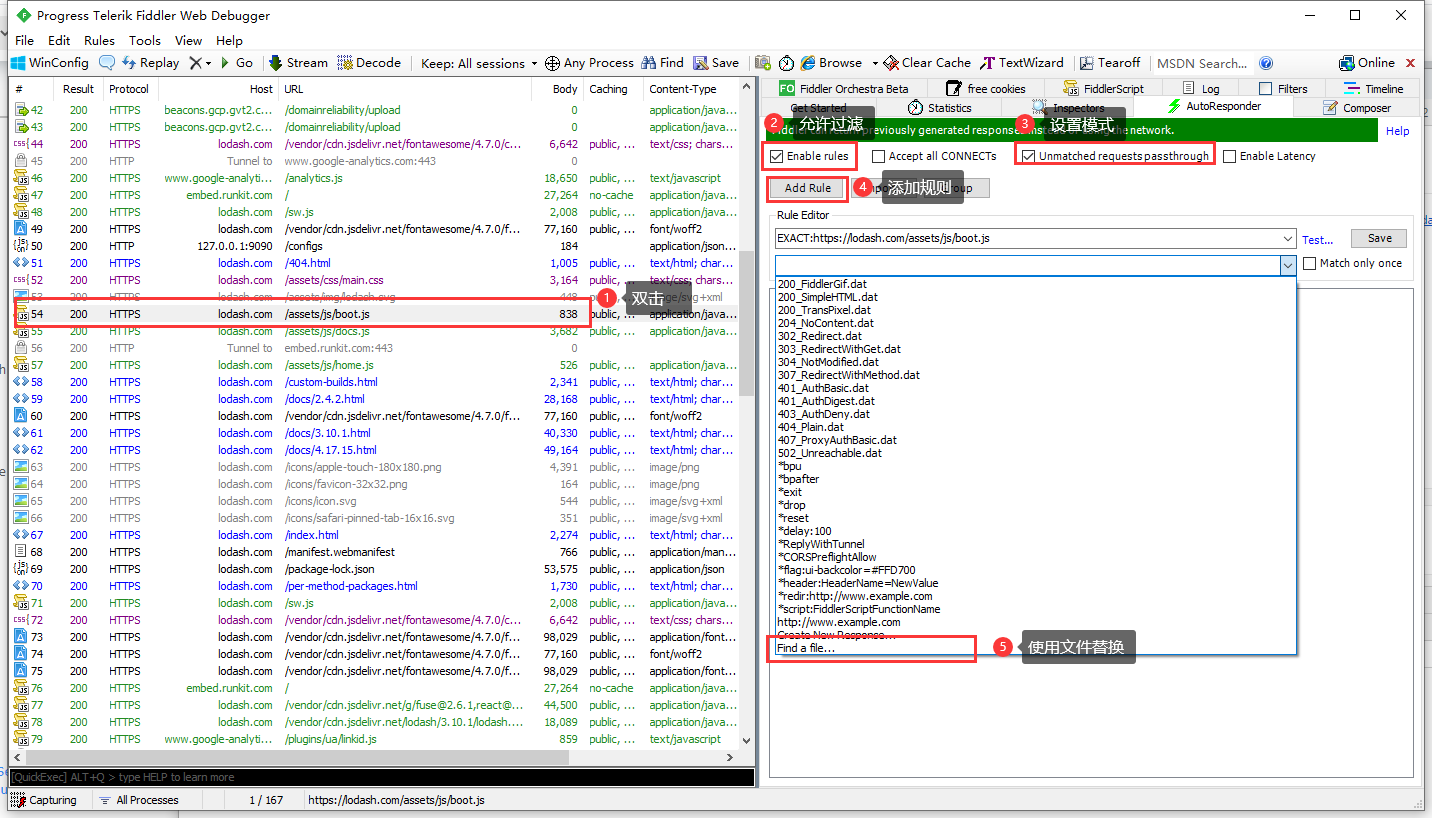 Progress Telerik Fiddler Web Debugger
File Edit Rules Tools View Help
WinConfig Replay Go Stream Decode Keep: All sessions Any Process Find Save Browse Clear Cache TextWizard Tearoff MSDN Search... Online
# Result Protocol Host URL Body Caching Content-Type
42 200 HTTPS beacons.gcp.gvt2.c... /domainreliability/upload 0 application/java...
43 200 HTTPS beacons.gcp.gvt2.c... /domainreliability/upload 0 application/java...
44 200 HTTPS lodash.com /vendor/cdn.jsdelivr.net/fontawesome/4.7.0/c... 6,642 public, ... text/css; chars...
45 200 HTTP Tunnel to www.google-analytics.com:443 0
46 200 HTTPS www.google-analyti... /analytics.js 18,650 public, ... text/javascript
47 200 HTTPS embed.runkit.com / 27,264 no-cache application/java...
48 200 HTTPS lodash.com /sw.js 2,008 public, ... application/java...
49 200 HTTPS lodash.com /vendor/cdn.jsdelivr.net/fontawesome/4.7.0/f... 77,160 public, ... font/woff2
50 200 HTTP 127.0.0.1:9090 /configs 184 application/json...
51 200 HTTPS lodash.com /404.html 1,005 public, ... text/html; char...
52 200 HTTPS lodash.com /assets/css/main.css 3,164 public, ... text/css; chars...
53 200 HTTPS lodash.com /assets/img/lodash.svg 448 public, ... image/svg+xml
54 200 HTTPS lodash.com /assets/js/boot.js 838 public, ... application/java...
55 200 HTTPS lodash.com /assets/js/docs.js 3,682 public, ... application/java...
56 200 HTTP Tunnel to embed.runkit.com:443 0
57 200 HTTPS lodash.com /assets/js/home.js 526 public, ... application/java...
58 200 HTTPS lodash.com /custom-builds.html 2,341 public, ... text/html; char...
59 200 HTTPS lodash.com /docs/2.4.2.html 28,168 public, ... text/html; char...
60 200 HTTPS lodash.com /vendor/cdn.jsdelivr.net/fontawesome/4.7.0/f... 77,160 public, ... font/woff2
61 200 HTTPS lodash.com /docs/3.10.1.html 40,330 public, ... text/html; char...
62 200 HTTPS lodash.com /docs/4.17.15.html 49,164 public, ... text/html; char...
63 200 HTTPS lodash.com /icons/apple-touch-180x180.png 4,391 public, ... image/png
64 200 HTTPS lodash.com /icons/favicon-32x32.png 164 public, ... image/png
65 200 HTTPS lodash.com /icons/icon.svg 544 public, ... image/svg+xml
66 200 HTTPS lodash.com /icons/safari-pinned-tab-16x16.svg 351 public, ... image/svg+xml
67 200 HTTPS lodash.com /index.html 2,274 public, ... text/html; char...
68 200 HTTPS lodash.com /manifest.webmanifest 766 public, ... application/man...
69 200 HTTPS lodash.com /package-lock.json 53,575 public, ... application/json
70 200 HTTPS lodash.com /per-method-packages.html 1,730 public, ... text/html; char...
71 200 HTTPS lodash.com /sw.js 2,008 public, ... application/java...
72 200 HTTPS lodash.com /vendor/cdn.jsdelivr.net/fontawesome/4.7.0/c... 6,642 public, ... text/css; chars...
73 200 HTTPS lodash.com /vendor/cdn.jsdelivr.net/fontawesome/4.7.0/f... 98,029 public, ... application/font...
74 200 HTTPS lodash.com /vendor/cdn.jsdelivr.net/fontawesome/4.7.0/f... 77,160 public, ... font/woff2
75 200 HTTPS lodash.com /vendor/cdn.jsdelivr.net/fontawesome/4.7.0/f... 98,029 public, ... application/font...
76 200 HTTPS embed.runkit.com / 27,264 no-cache application/java...
77 200 HTTPS lodash.com /vendor/cdn.jsdelivr.net/g/fuse@2.6.1,react@... 44,500 public, ... application/java...
78 200 HTTPS lodash.com /vendor/cdn.jsdelivr.net/lodash/3.10.1/lodash.... 18,089 public, ... application/java...
79 200 HTTPS www.google-analyti... /plugins/ua/linkid.js 859 public, ... text/javascript
1 双击
[QuickExec] ALT+Q > type HELP to learn more
Capturing All Processes 1 / 167 https://lodash.com/assets/js/boot.js
FO Fiddler Orchestra Beta free cookies FiddlerScript Log Filters Timeline
Get Started Statistics Inspectors AutoResponder Composer
2 允许过滤 3 设置模式
Fiddler can return previously generated responses instead of using the network. Help
Enable rules Accept all CONNECTs Unmatched requests passthrough Enable Latency
Add Rule 4 添加规则
Rule Editor
EXACT:https://lodash.com/assets/js/boot.js Test... Save
Match only once
200_FiddlerGif.dat
200_SimpleHTML.dat
200_TransPixel.dat
204_NoContent.dat
302_Redirect.dat
303_RedirectWithGet.dat
304_NotModified.dat
307_RedirectWithMethod.dat
401_AuthBasic.dat
401_AuthDigest.dat
403_AuthDeny.dat
404_Plain.dat
407_ProxyAuthBasic.dat
502_Unreachable.dat
*bpu
*bpafter
*exit
*drop
*reset
*delay:100
*ReplyWithTunnel
*CORSPreflightAllow
*flag:ui-backcolor=#FFD700
*header:HeaderName=NewValue
*redir:http://www.example.com
*script:FiddlerScriptFunctionName
http://www.example.com
Create New Response...
Find a file...
5 使用文件替换